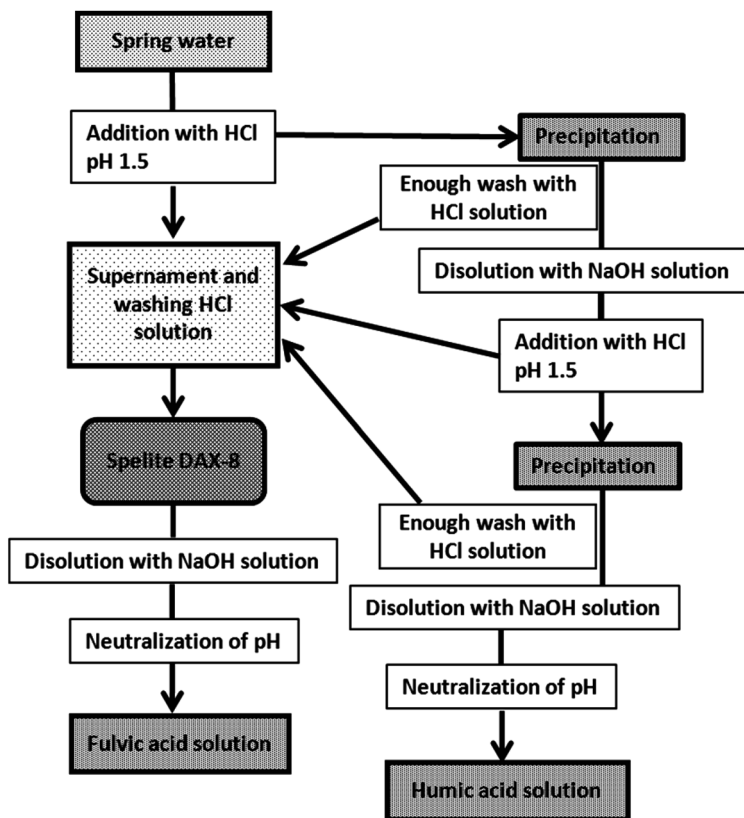 Spring water
Addition with HCl
pH 1.5
Precipitation
Enough wash with
HCl solution
Supernament and
washing HCl
solution
Disolution with NaOH solution
Addition with HCl
pH 1.5
Spelite DAX-8
Precipitation
Enough wash with
HCl solution
Disolution with NaOH solution
Disolution with NaOH solution
Neutralization of pH
Neutralization of pH
Fulvic acid solution
Humic acid solution